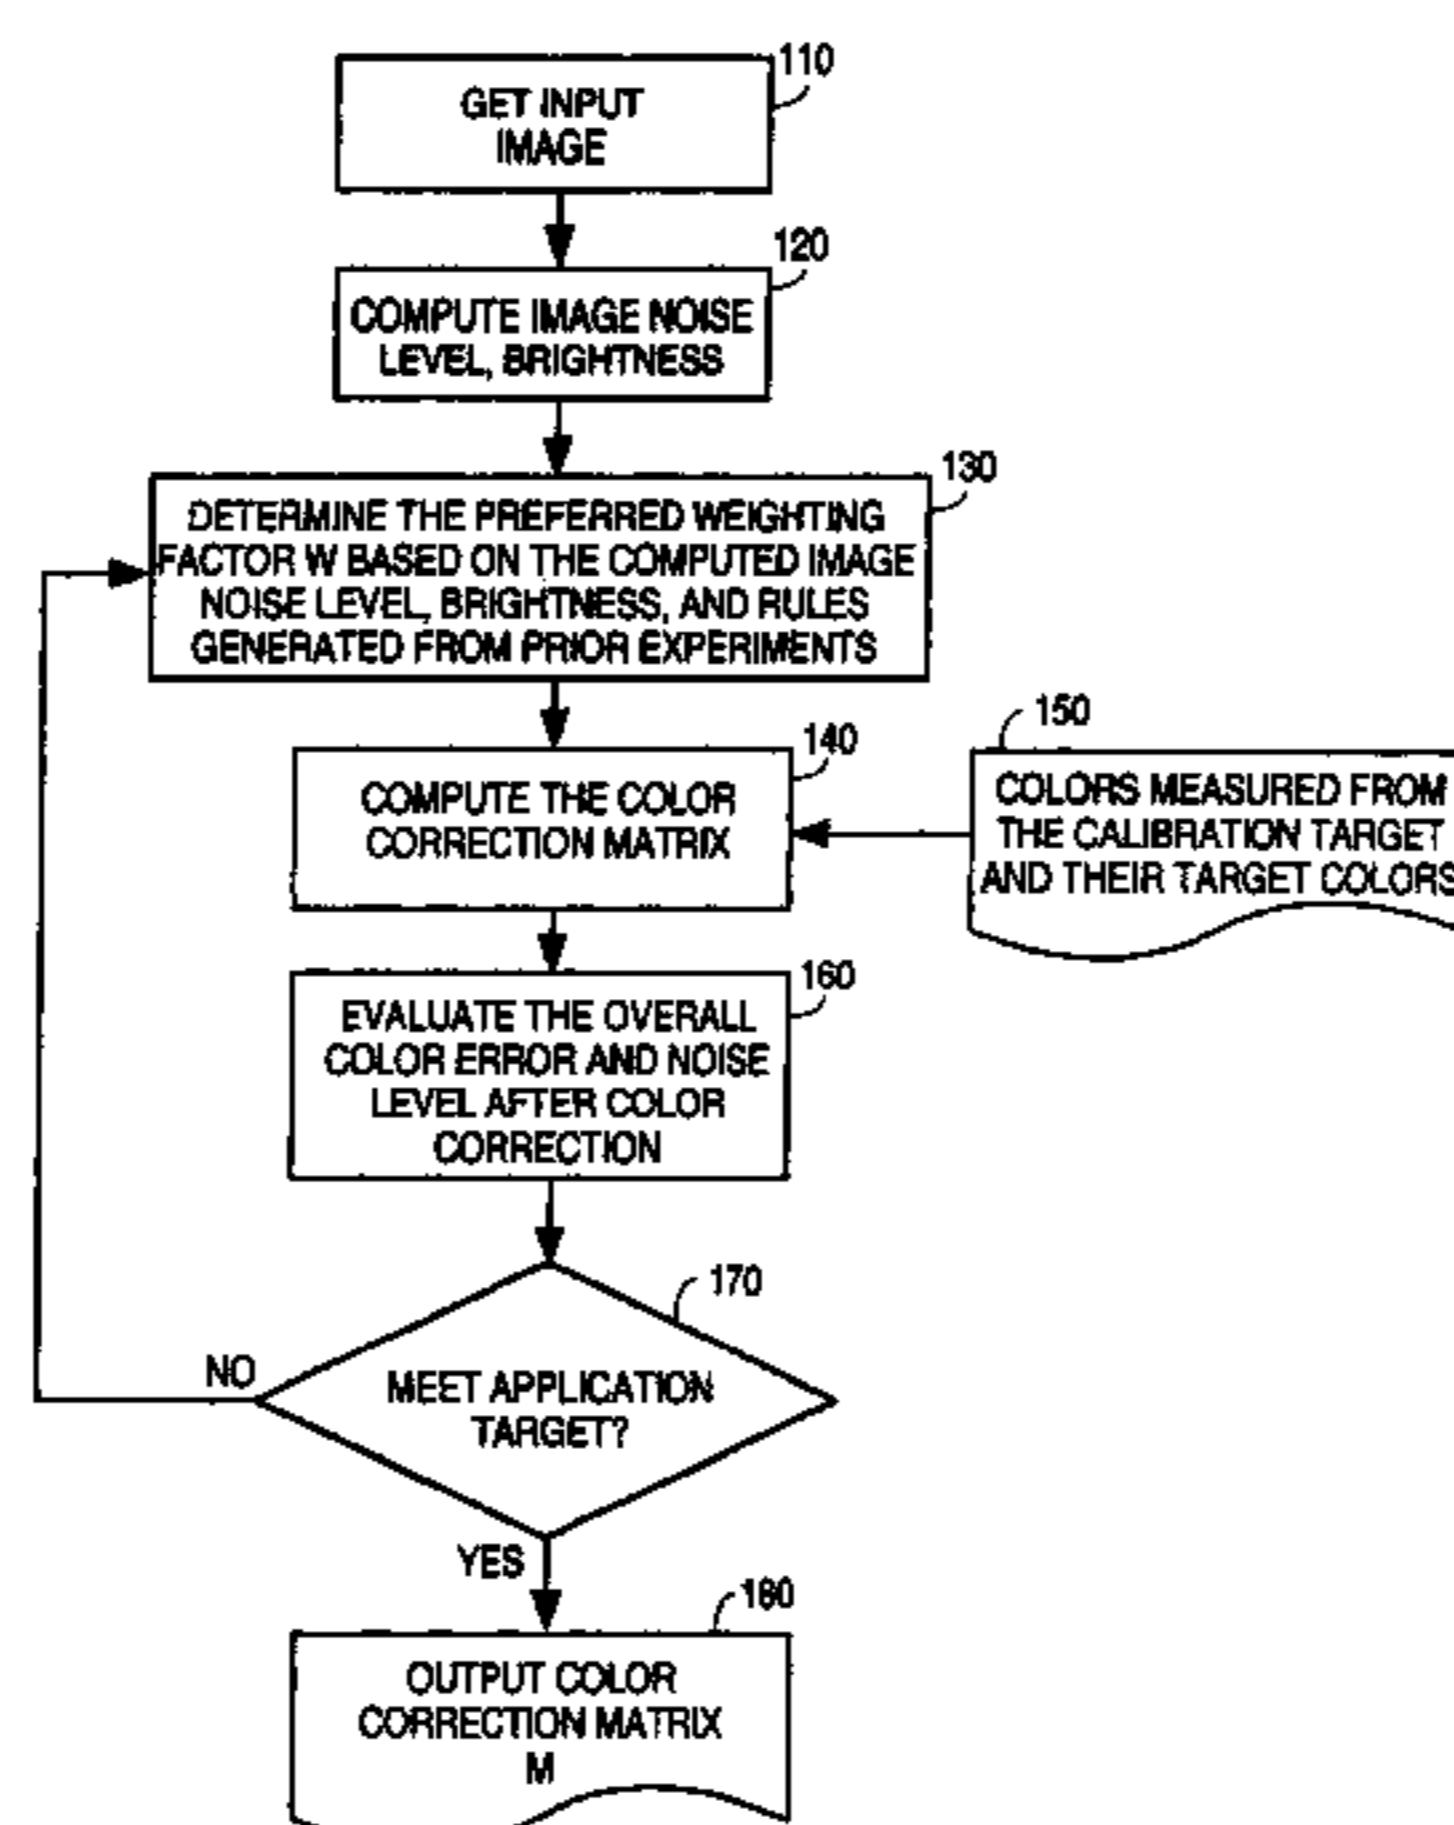 110
GET INPUT
IMAGE
120
COMPUTE IMAGE NOISE
LEVEL, BRIGHTNESS
130
DETERMINE THE PREFERRED WEIGHTING
FACTOR W BASED ON THE COMPUTED IMAGE
NOISE LEVEL, BRIGHTNESS, AND RULES
GENERATED FROM PRIOR EXPERIMENTS
140
COMPUTE THE COLOR
CORRECTION MATRIX
150
COLORS MEASURED FROM
THE CALIBRATION TARGET
AND THEIR TARGET COLORS
160
EVALUATE THE OVERALL
COLOR ERROR AND NOISE
LEVEL AFTER COLOR
CORRECTION
170
NO
MEET APPLICATION
TARGET?
YES
180
OUTPUT COLOR
CORRECTION MATRIX
M